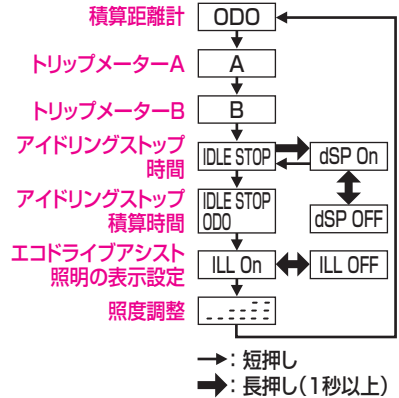 積算距離計 ODO
トリップメーターA A
トリップメーターB B
アイドリングストップ
時間 IDLE STOP dSP On
dSP OFF
アイドリングストップ
積算時間 IDLE STOP
ODO
エコドライブアシスト
照明の表示設定 ILL On ILL OFF
照度調整
：短押し
：長押し（1秒以上）